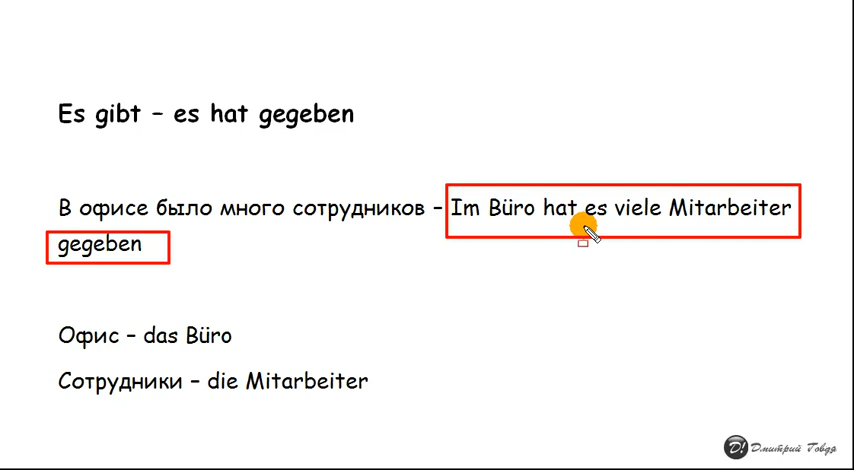 Es gibt – es hat gegeben
В офисе было много сотрудников – Im Büro hat es viele Mitarbeiter
gegeben
Офис – das Büro
Сотрудники – die Mitarbeiter
D! Дмитрий Говдя